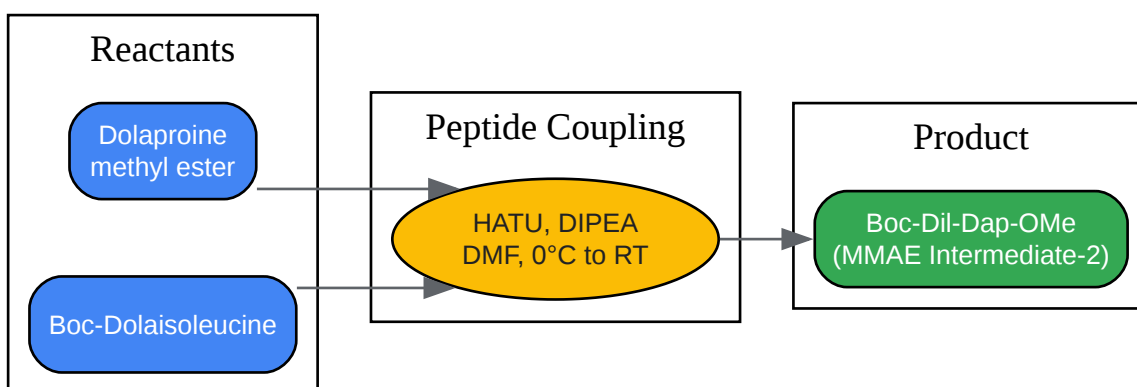 Reactants
Dolaproine
methyl ester
Boc-Dolaisoleucine
Peptide Coupling
HATU, DIPEA
DMF, 0°C to RT
Product
Boc-Dil-Dap-OMe
(MMAE Intermediate-2)